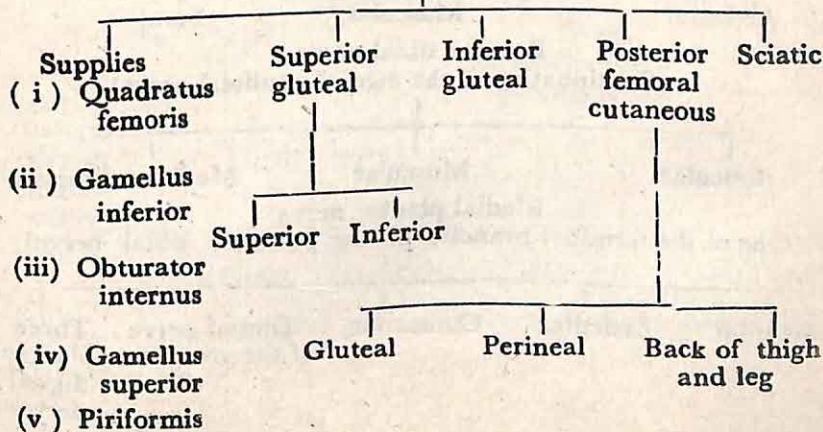 Supplies
( i ) Quadratus
femoris
(ii ) Gamellus
inferior
(iii) Obturator
internus
( iv) Gamellus
superior
(v ) Piriformis
Superior
gluteal
Superior Inferior
Inferior
gluteal
Posterior
femoral
cutaneous
Gluteal Perineal Back of thigh
and leg
Sciatic